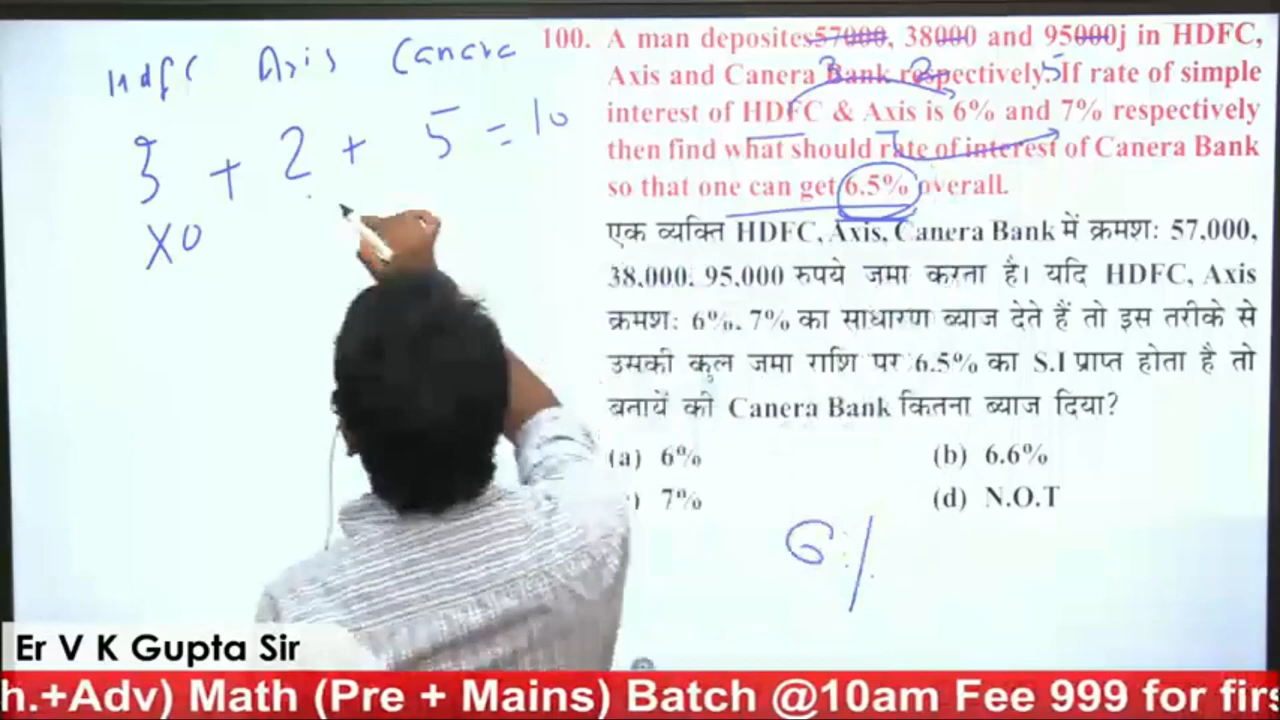 Hdfc Axis Canera
3 + 2 + 5 = 10
X0
100. A man deposites57000, 38000 and 95000j in HDFC,
Axis and Canera Bank respectively. If rate of simple
3 2 5
interest of HDFC & Axis is 6% and 7% respectively
then find what should rate of interest of Canera Bank
so that one can get 6.5% overall.
एक व्यक्ति HDFC, Axis, Canera Bank में क्रमश: 57,000,
38,000. 95,000 रुपये जमा करता है। यदि HDFC, Axis
क्रमश: 6%. 7% का साधारण ब्याज देते हैं तो इस तरीके से
उसकी कुल जमा राशि पर 6.5% का S.I प्राप्त होता है तो
बतायें की Canera Bank कितना ब्याज दिया?
(a) 6% (b) 6.6%
) 7% (d) N.O.T
6%
Er V K Gupta Sir
h.+Adv) Math (Pre + Mains) Batch @10am Fee 999 for firs